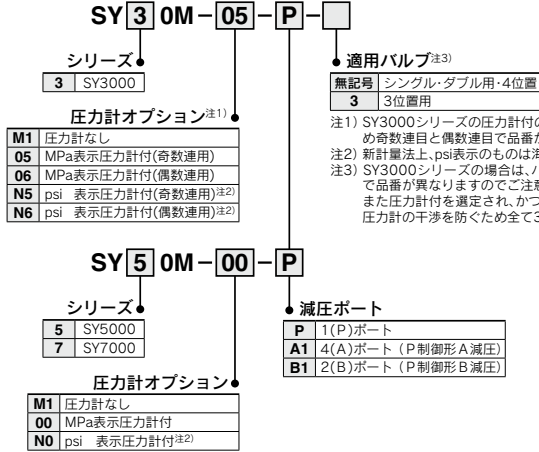 SY 3 0M－05－P－
シリーズ
3 SY3000
圧力計オプション注1)
M1 圧力計なし
05 MPa表示圧力計付(奇数連用)
06 MPa表示圧力計付(偶数連用)
N5 psi 表示圧力計付(奇数連用)注2)
N6 psi 表示圧力計付(偶数連用)注2)
適用バルブ注3)
無記号 シングル・ダブル用・4位置
3 3位置用
注1) SY3000シリーズの圧力計付の
め奇数連目と偶数連目で品番が
注2) 新計量法上、psi表示のものは海
注3) SY3000シリーズの場合は、バ
で品番が異なりますのでご注意
また圧力計付を選定され、かつ
圧力計の干渉を防ぐため全て3
SY 5 0M－00－P
シリーズ
5 SY5000
7 SY7000
圧力計オプション
M1 圧力計なし
00 MPa表示圧力計付
N0 psi 表示圧力計付注2)
減圧ポート
P 1(P)ポート
A1 4(A)ポート (P制御形A減圧)
B1 2(B)ポート (P制御形B減圧)